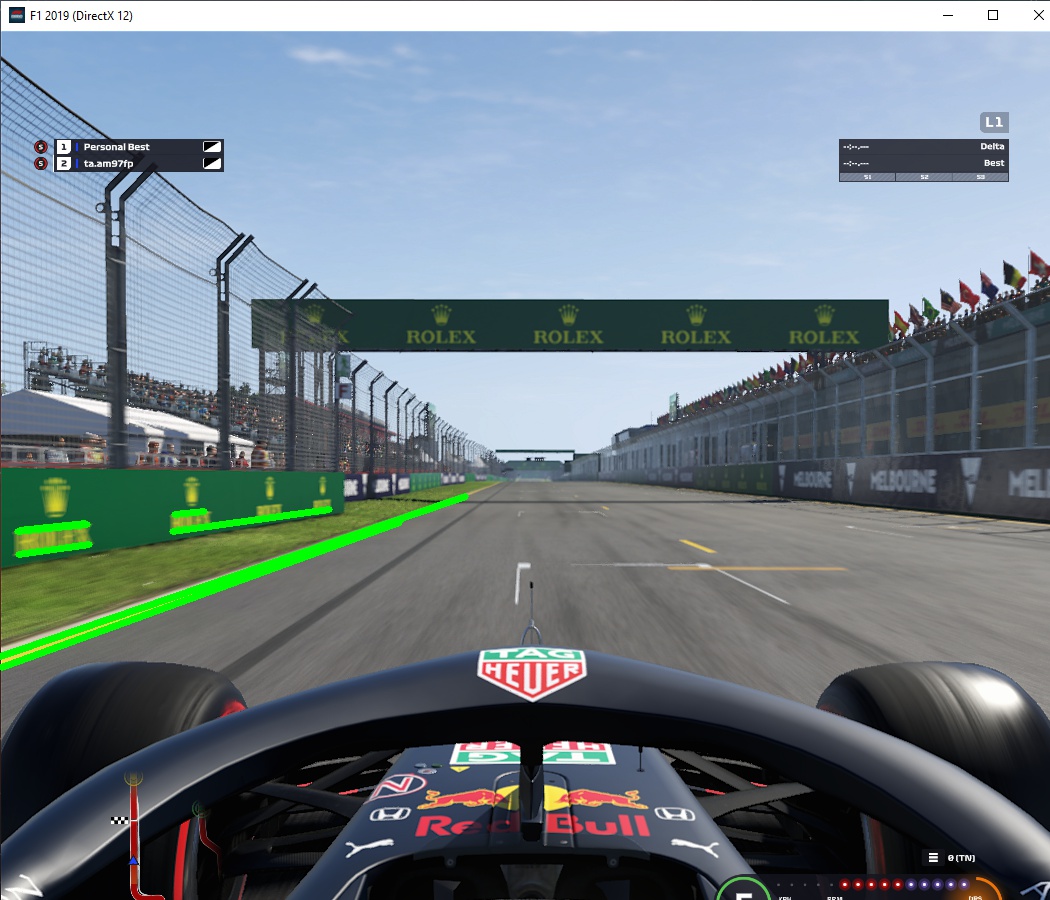 F1 2019 (DirectX 12)
L1
1 Personal Best
2 ta.am97fp
--:--.--- Delta
--:--.--- Best
S1 S2 S3
ROLEX ROLEX ROLEX ROLEX
MELBOURNE
TAG
HEUER
Red Bull
0 (TN)